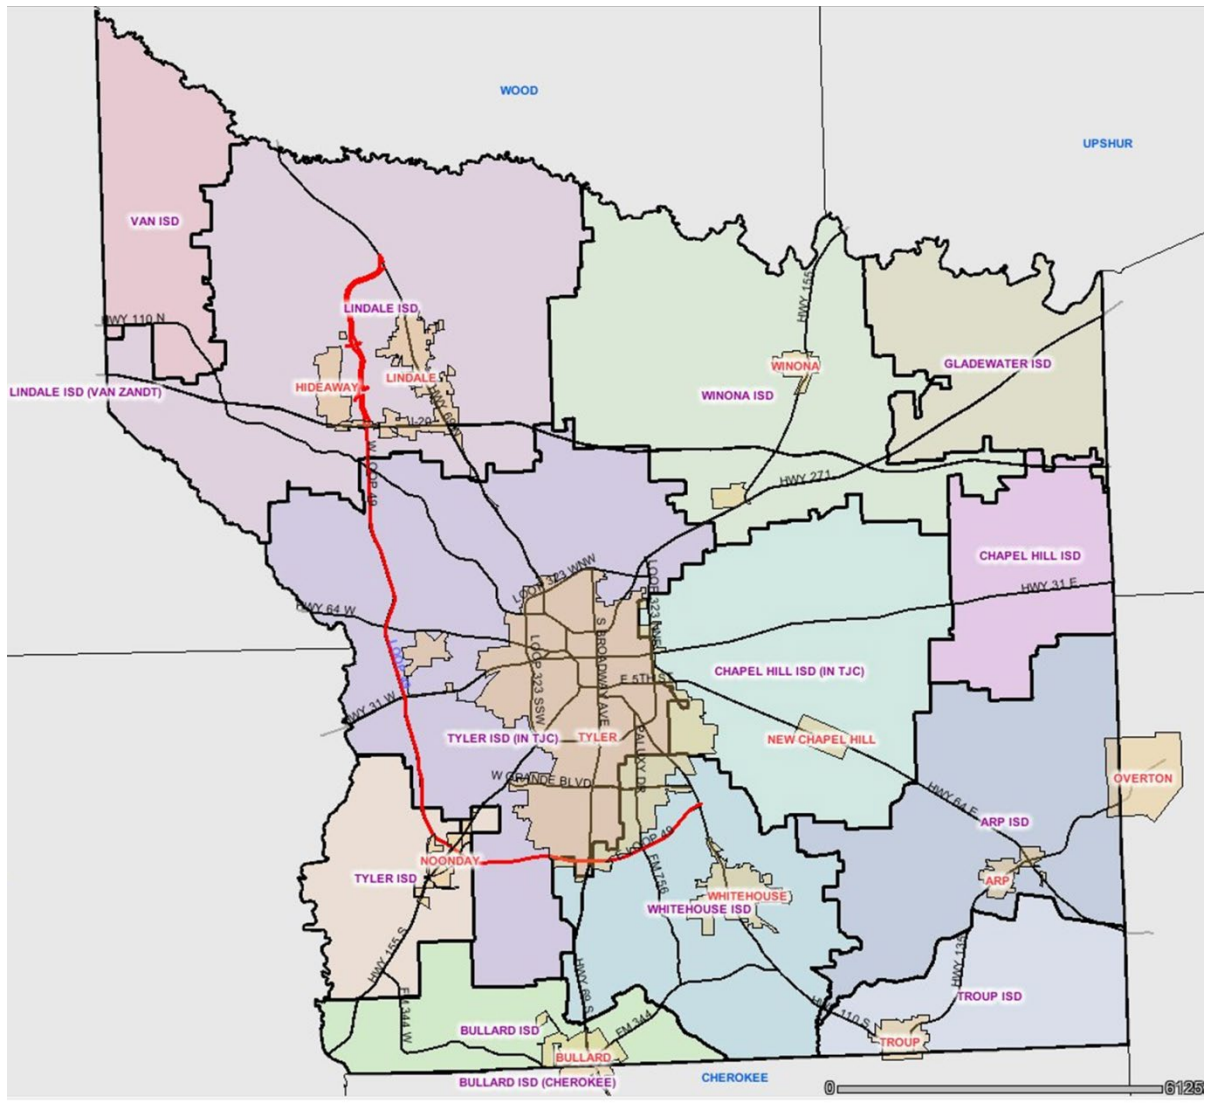 WOOD
UPSHUR
VAN ISD
HWY 155
LINDALE ISD
HWY 110 N
GLADEWATER ISD
WINONA
LINDALE
HIDEAWAY
LINDALE ISD (VAN ZANDT)
WINONA ISD
HWY 69 N
I-20
W LOOP 49
HWY 271
CHAPEL HILL ISD
LOOP 323 WNW
LOOP 323 NNE
HWY 31 E
HWY 64 W
S BROADWAY AVE
LOOP 323 SSW
E 5TH ST
CHAPEL HILL ISD (IN TJC)
HWY 31 W
TYLER ISD (IN TJC)
TYLER
NEW CHAPEL HILL
PALUXY DR
W GRANDE BLVD
OVERTON
HWY 64 E
ARP ISD
E LOOP 49
NOONDAY
TYLER ISD
FM 756
ARP
WHITEHOUSE
WHITEHOUSE ISD
HWY 155 S
HWY 135
HWY 69 S
TROUP ISD
FM 344 W
HWY 110 S
FM 344
BULLARD ISD
TROUP
BULLARD
CHEROKEE
BULLARD ISD (CHEROKEE)
0
6125